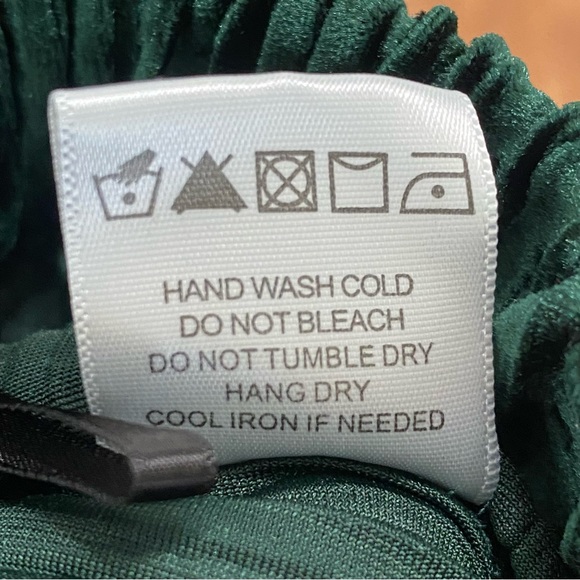 HAND WASH COLD
DO NOT BLEACH
DO NOT TUMBLE DRY
HANG DRY
COOL IRON IF NEEDED